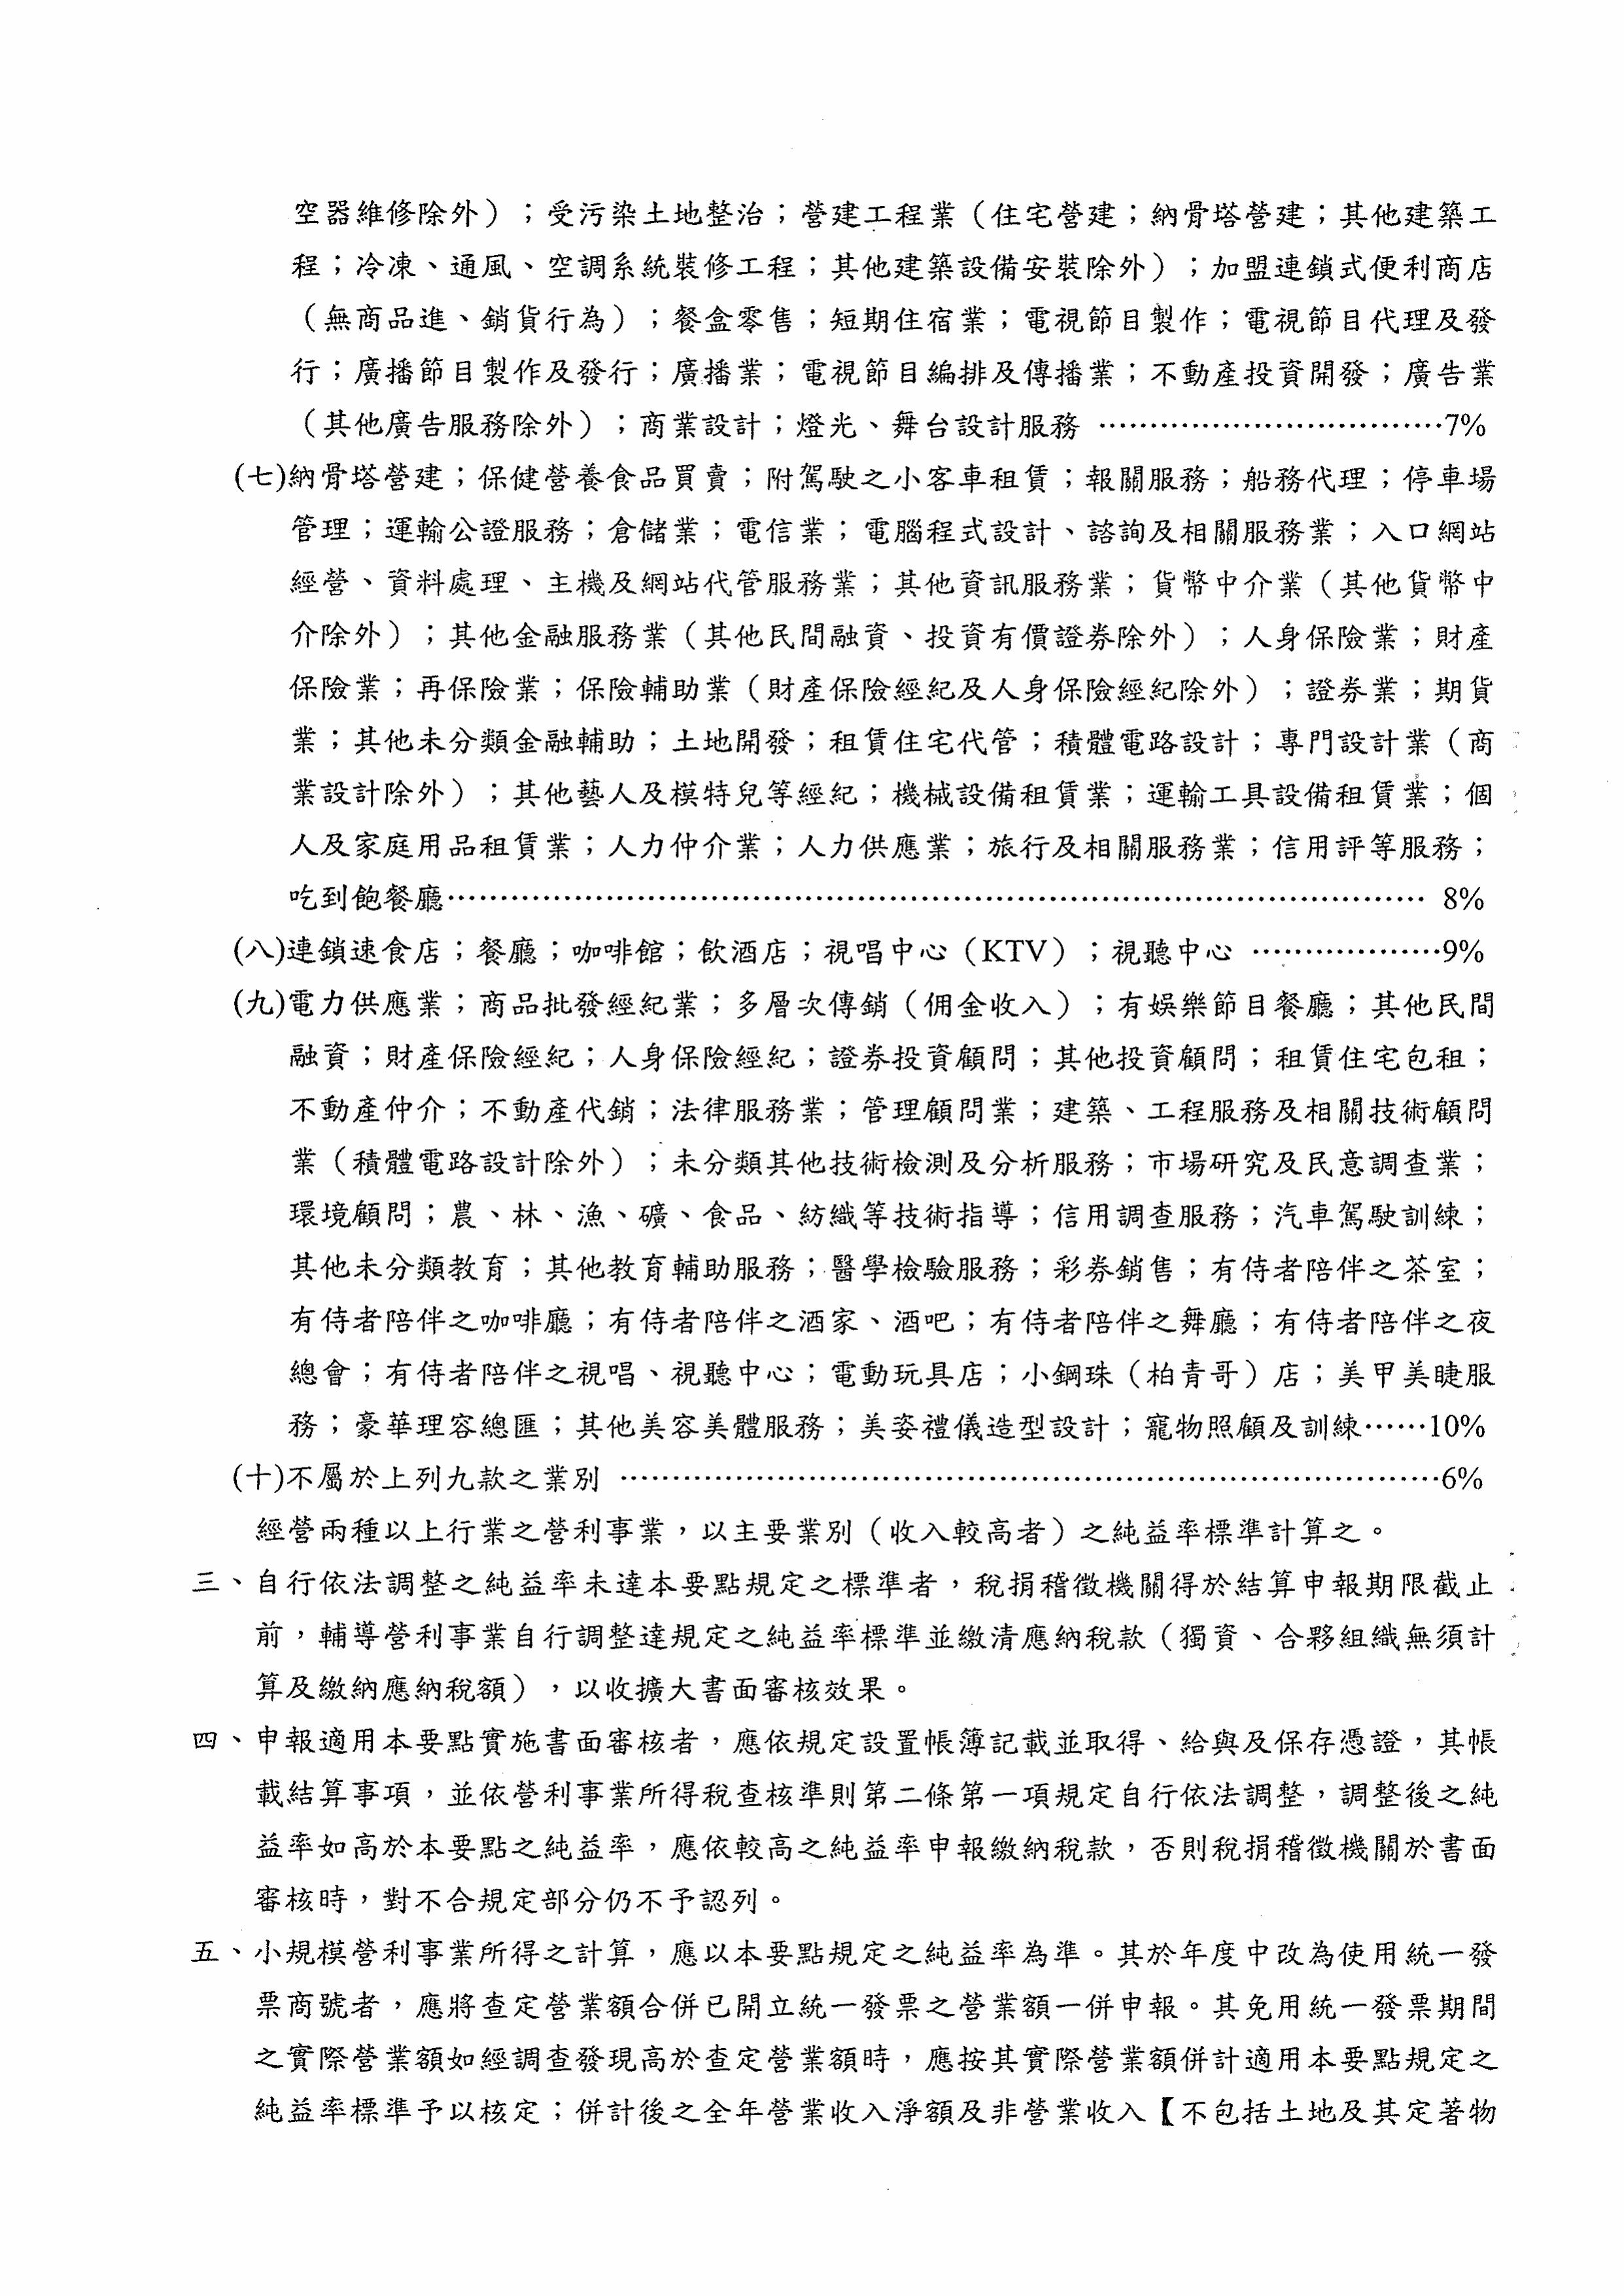 空器維修除外）；受污染土地整治；營建工程業（住宅營建；納骨塔營建；其他建築工
程；冷凍、通風、空調系統裝修工程；其他建築設備安裝除外）；加盟連鎖式便利商店
（無商品進、銷貨行為）；餐盒零售；短期住宿業；電視節目製作；電視節目代理及發
行；廣播節目製作及發行；廣播業；電視節目編排及傳播業；不動產投資開發；廣告業
（其他廣告服務除外）；商業設計；燈光、舞台設計服務 ………………………………7%
(七)納骨塔營建；保健營養食品買賣；附駕駛之小客車租賃；報關服務；船務代理；停車場
管理；運輸公證服務；倉儲業；電信業；電腦程式設計、諮詢及相關服務業；入口網站
經營、資料處理、主機及網站代管服務業；其他資訊服務業；貨幣中介業（其他貨幣中
介除外）；其他金融服務業（其他民間融資、投資有價證券除外）；人身保險業；財產
保險業；再保險業；保險輔助業（財產保險經紀及人身保險經紀除外）；證券業；期貨
業；其他未分類金融輔助；土地開發；租賃住宅代管；積體電路設計；專門設計業（商
業設計除外）；其他藝人及模特兒等經紀；機械設備租賃業；運輸工具設備租賃業；個
人及家庭用品租賃業；人力仲介業；人力供應業；旅行及相關服務業；信用評等服務；
吃到飽餐廳……………………………………………………………………………………… 8%
(八)連鎖速食店；餐廳；咖啡館；飲酒店；視唱中心（KTV）；視聽中心 ………………9%
(九)電力供應業；商品批發經紀業；多層次傳銷（佣金收入）；有娛樂節目餐廳；其他民間
融資；財產保險經紀；人身保險經紀；證券投資顧問；其他投資顧問；租賃住宅包租；
不動產仲介；不動產代銷；法律服務業；管理顧問業；建築、工程服務及相關技術顧問
業（積體電路設計除外）；未分類其他技術檢測及分析服務；市場研究及民意調查業；
環境顧問；農、林、漁、礦、食品、紡織等技術指導；信用調查服務；汽車駕駛訓練；
其他未分類教育；其他教育輔助服務；醫學檢驗服務；彩券銷售；有侍者陪伴之茶室；
有侍者陪伴之咖啡廳；有侍者陪伴之酒家、酒吧；有侍者陪伴之舞廳；有侍者陪伴之夜
總會；有侍者陪伴之視唱、視聽中心；電動玩具店；小鋼珠（柏青哥）店；美甲美睫服
務；豪華理容總匯；其他美容美體服務；美姿禮儀造型設計；寵物照顧及訓練……10%
(十)不屬於上列九款之業別 …………………………………………………………………………6%
經營兩種以上行業之營利事業，以主要業別（收入較高者）之純益率標準計算之。
三、自行依法調整之純益率未達本要點規定之標準者，稅捐稽徵機關得於結算申報期限截止
前，輔導營利事業自行調整達規定之純益率標準並繳清應納稅款（獨資、合夥組織無須計
算及繳納應納稅額），以收擴大書面審核效果。
四、申報適用本要點實施書面審核者，應依規定設置帳簿記載並取得、給與及保存憑證，其帳
載結算事項，並依營利事業所得稅查核準則第二條第一項規定自行依法調整，調整後之純
益率如高於本要點之純益率，應依較高之純益率申報繳納稅款，否則稅捐稽徵機關於書面
審核時，對不合規定部分仍不予認列。
五、小規模營利事業所得之計算，應以本要點規定之純益率為準。其於年度中改為使用統一發
票商號者，應將查定營業額合併已開立統一發票之營業額一併申報。其免用統一發票期間
之實際營業額如經調查發現高於查定營業額時，應按其實際營業額併計適用本要點規定之
純益率標準予以核定；併計後之全年營業收入淨額及非營業收入【不包括土地及其定著物